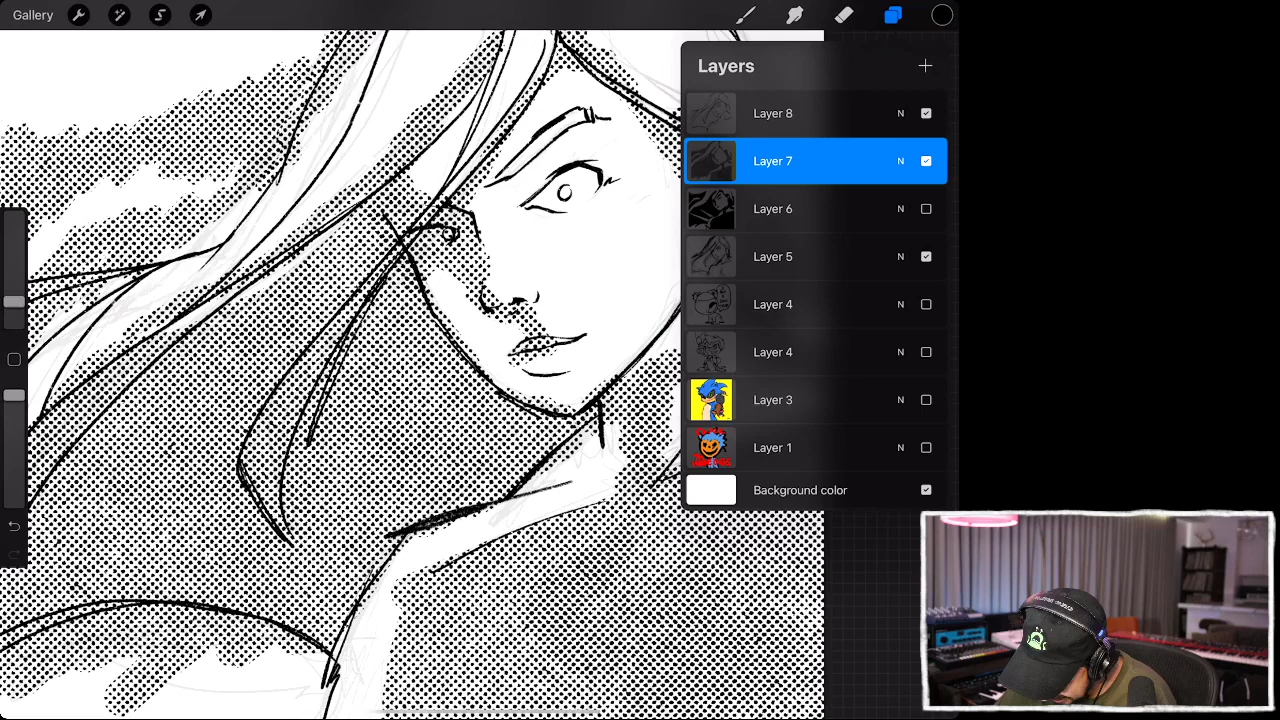 Gallery
Layers
Layer 8 N
Layer 7 N
Layer 6 N
Layer 5 N
Layer 4 N
Layer 4 N
Layer 3 N
Layer 1 N
Background color